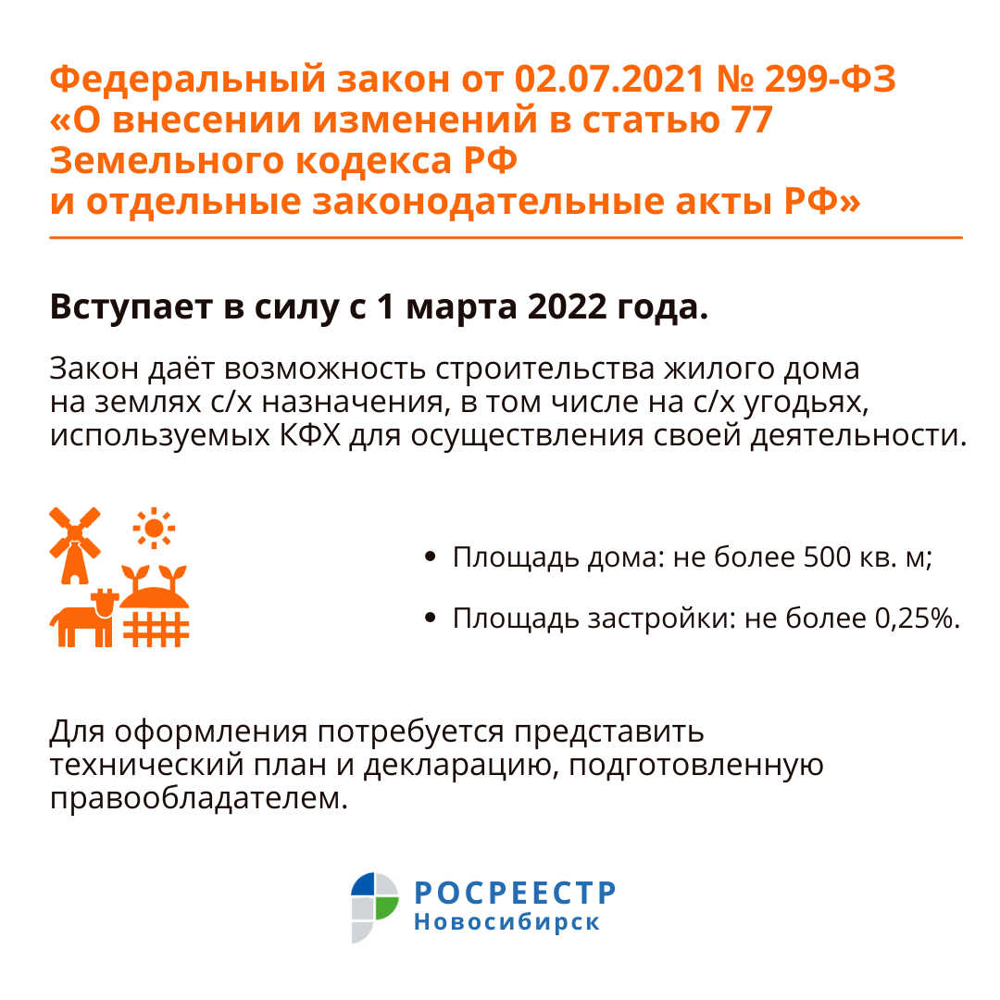 Федеральный закон от 02.07.2021 № 299-ФЗ
«О внесении изменений в статью 77
Земельного кодекса РФ
и отдельные законодательные акты РФ»
Вступает в силу с 1 марта 2022 года.
Закон даёт возможность строительства жилого дома
на землях с/х назначения, в том числе на с/х угодьях,
используемых КФХ для осуществления своей деятельности.
• Площадь дома: не более 500 кв. м;
• Площадь застройки: не более 0,25%.
Для оформления потребуется представить
технический план и декларацию, подготовленную
правообладателем.
РОСРЕЕСТР
Новосибирск